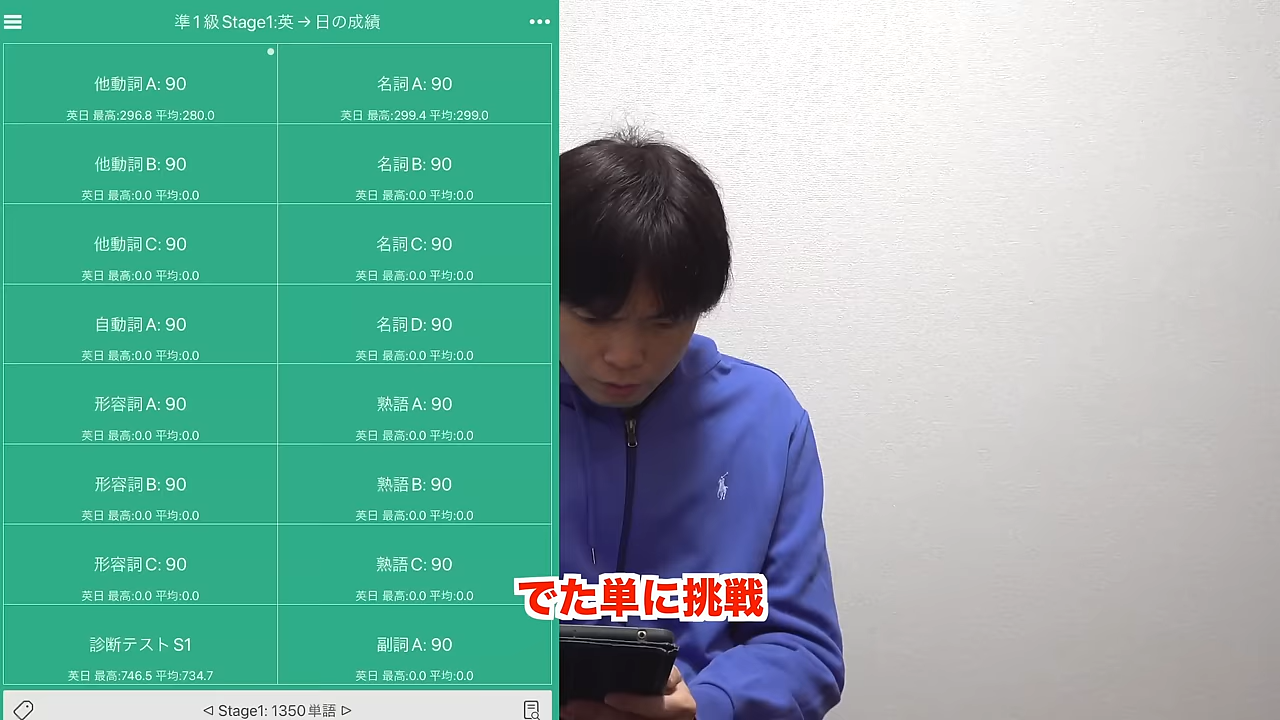 準1級Stage1:英→日の成績
他動詞A: 90
英日 最高:296.8 平均:280.0
名詞A: 90
英日 最高:299.4 平均:299.0
他動詞B: 90
英日 最高:0.0 平均:0.0
名詞B: 90
英日 最高:0.0 平均:0.0
他動詞C: 90
英日 最高:0.0 平均:0.0
名詞C: 90
英日 最高:0.0 平均:0.0
自動詞A: 90
英日 最高:0.0 平均:0.0
名詞D: 90
英日 最高:0.0 平均:0.0
形容詞A: 90
英日 最高:0.0 平均:0.0
熟語A: 90
英日 最高:0.0 平均:0.0
形容詞B: 90
英日 最高:0.0 平均:0.0
熟語B: 90
英日 最高:0.0 平均:0.0
形容詞C: 90
英日 最高:0.0 平均:0.0
熟語C: 90
英日 最高:0.0 平均:0.0
診断テストS1
英日 最高:746.6 平均:734.7
副詞A: 90
英日 最高:0.0 平均:0.0
Stage1: 1350単語
でた単に挑戦